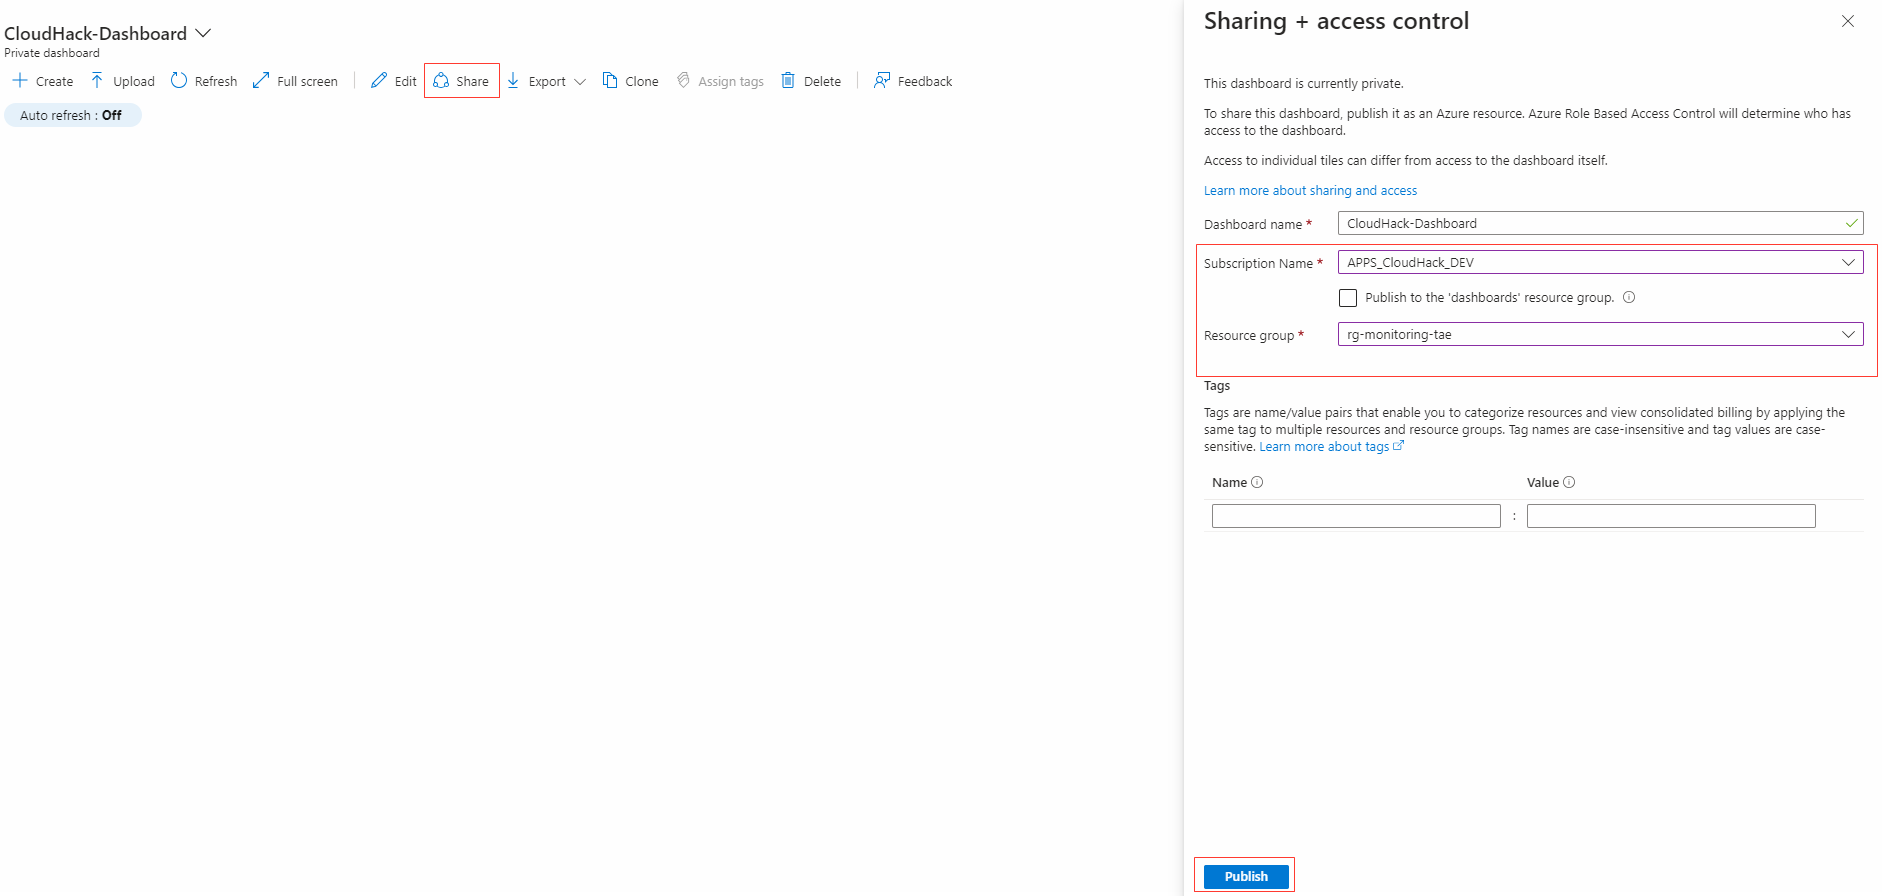 CloudHack-Dashboard
Private dashboard
Create Upload Refresh Full screen Edit Share Export Clone Assign tags Delete Feedback
Auto refresh : Off
Sharing + access control
This dashboard is currently private.
To share this dashboard, publish it as an Azure resource. Azure Role Based Access Control will determine who has
access to the dashboard.
Access to individual tiles can differ from access to the dashboard itself.
Learn more about sharing and access
Dashboard name * CloudHack-Dashboard
Subscription Name * APPS_CloudHack_DEV
Publish to the 'dashboards' resource group.
Resource group * rg-monitoring-tae
Tags
Tags are name/value pairs that enable you to categorize resources and view consolidated billing by applying the
same tag to multiple resources and resource groups. Tag names are case-insensitive and tag values are case-
sensitive. Learn more about tags
Name Value
:
Publish